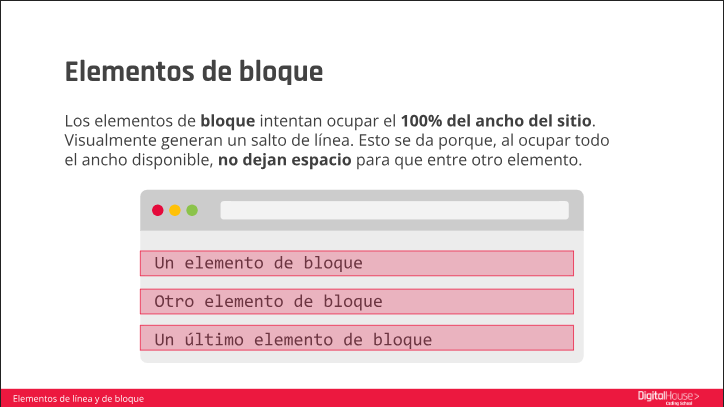 Elementos de bloque
Los elementos de bloque intentan ocupar el 100% del ancho del sitio.
Visualmente generan un salto de línea. Esto se da porque, al ocupar todo
el ancho disponible, no dejan espacio para que entre otro elemento.
Un elemento de bloque
Otro elemento de bloque
Un último elemento de bloque
Elementos de línea y de bloque
DigitalHouse>
Coding School